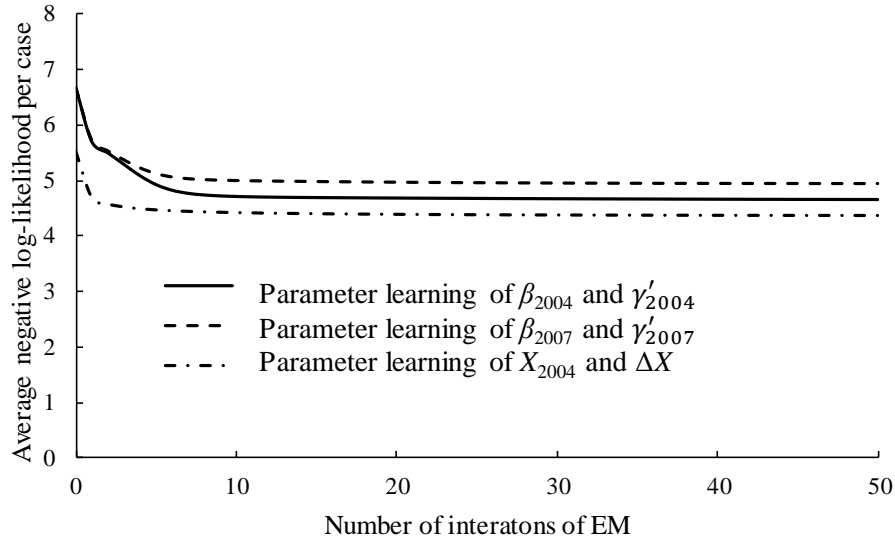 Average negative log-likelihood per case
8
7
6
5
4
3
2
1
0
Parameter learning of β₂₀₀₄ and γ′₂₀₀₄
Parameter learning of β₂₀₀₇ and γ′₂₀₀₇
Parameter learning of X₂₀₀₄ and ΔX
0 10 20 30 40 50
Number of interatons of EM